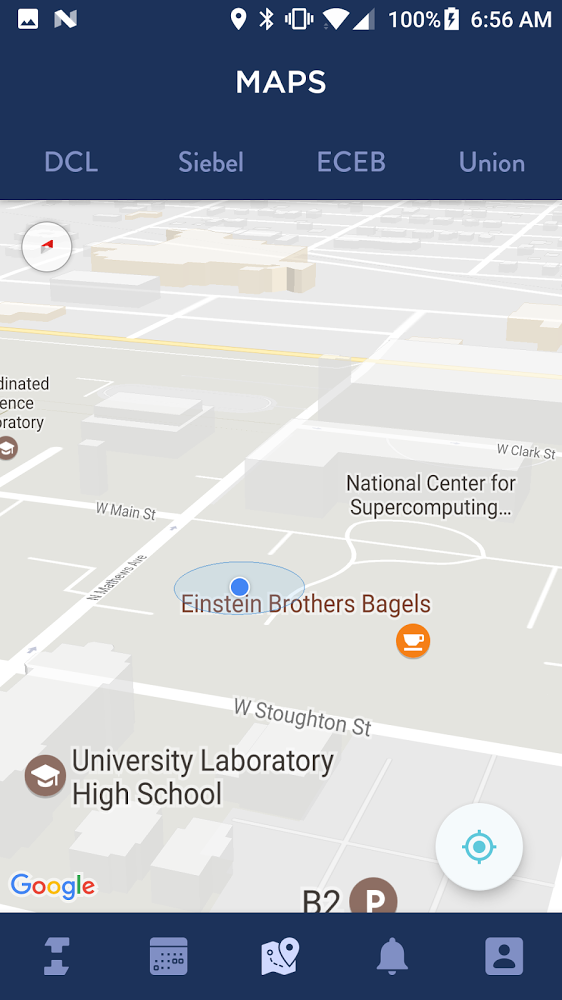 100% 6:56 AM
MAPS
DCL Siebel ECEB Union
dinated
ence
oratory
W Clark St
National Center for
Supercomputing...
W Main St
N Mathews Ave
Einstein Brothers Bagels
W Stoughton St
University Laboratory
High School
Google
B2 P